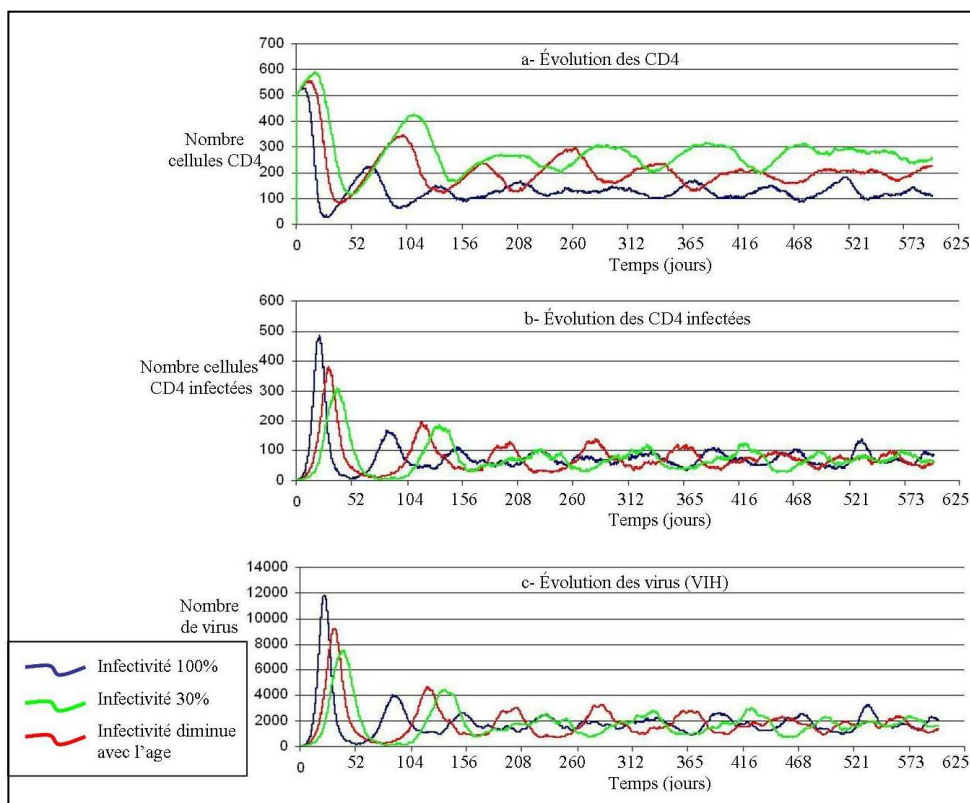 a- Évolution des CD4
Nombre
cellules CD4
700
600
500
400
300
200
100
0
0 52 104 156 208 260 312 365 416 468 521 573 625
Temps (jours)
b- Évolution des CD4 infectées
Nombre cellules
CD4 infectées
600
500
400
300
200
100
0
0 52 104 156 208 260 312 365 416 468 521 573 625
Temps (jours)
c- Évolution des virus (VIH)
Nombre
de virus
14000
12000
10000
8000
6000
4000
2000
0
0 52 104 156 208 260 312 365 416 468 521 573 625
Temps (jours)
Infectivité 100%
Infectivité 30%
Infectivité diminue
avec l'age